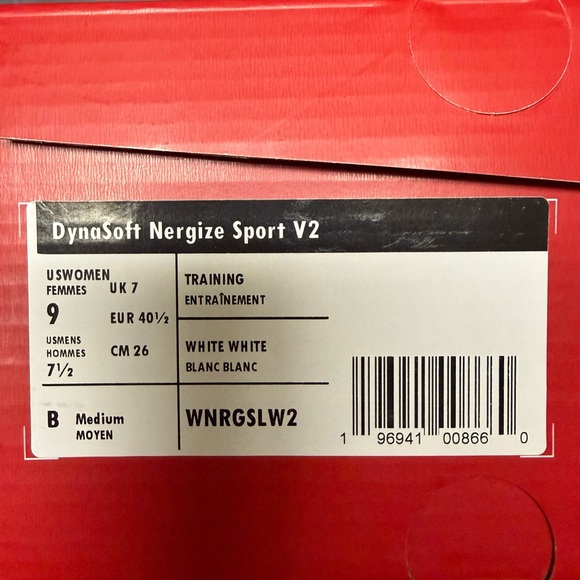 DynaSoft Nergize Sport V2
USWOMEN
FEMMES
9
UK 7
EUR 40½
USMENS
HOMMES
7½
CM 26
TRAINING
ENTRAÎNEMENT
WHITE WHITE
BLANC BLANC
B Medium
MOYEN
WNRGSLW2
1 96941 00866 0